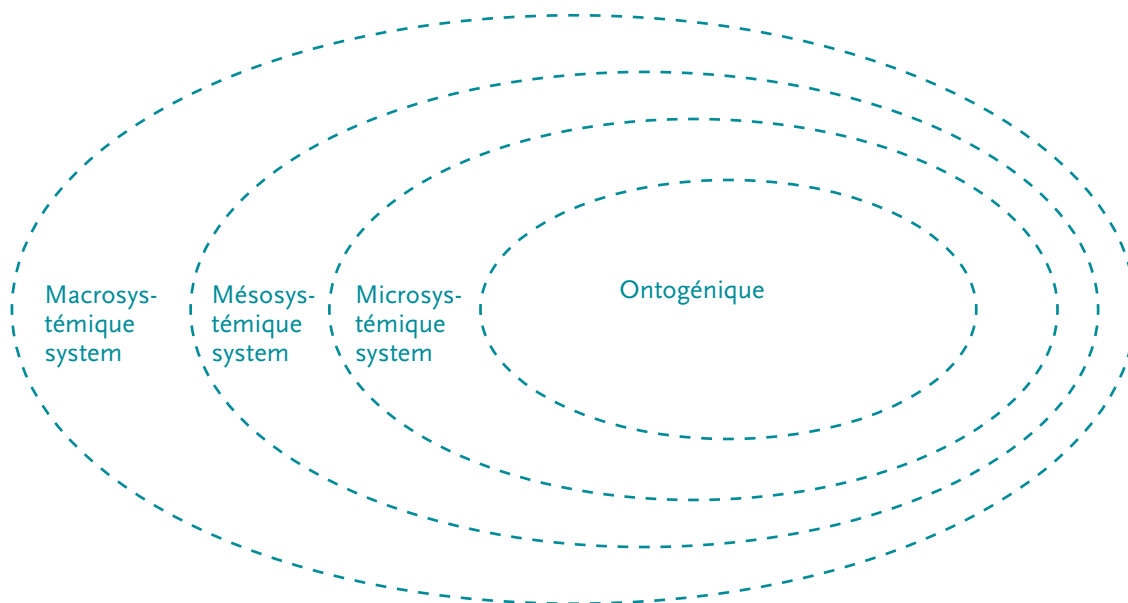 Macrosys-
témique
system
Mésosys-
témique
system
Microsys-
témique
system
Ontogénique